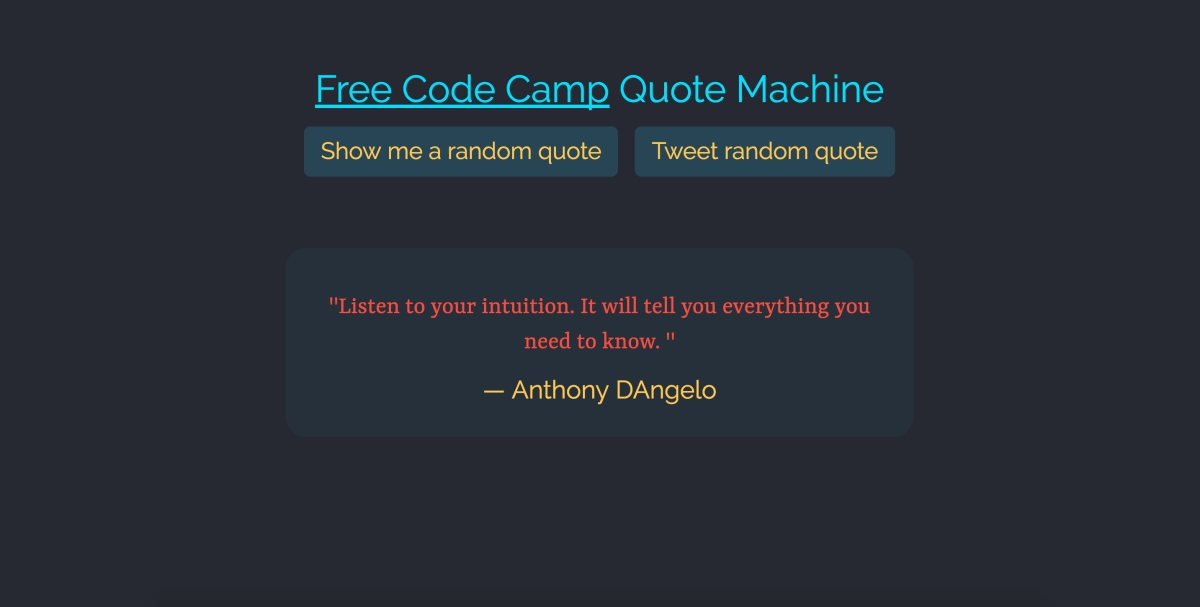 Free Code Camp Quote Machine
Show me a random quote
Tweet random quote
"Listen to your intuition. It will tell you everything you
need to know. "
— Anthony DAngelo